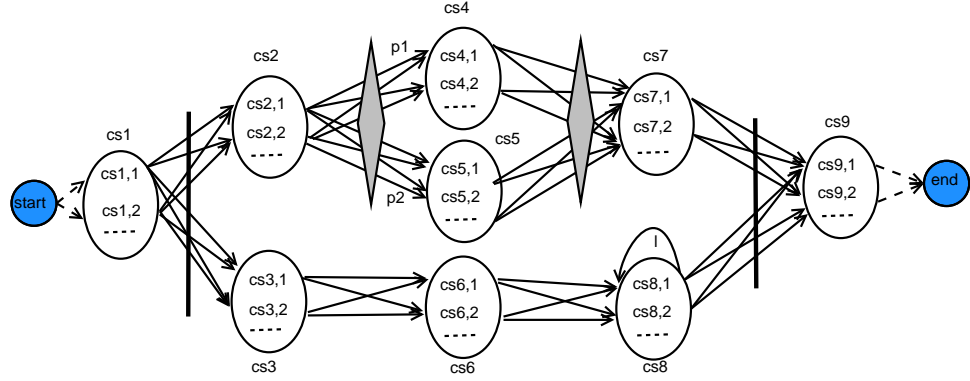 cs4
p1
cs2
cs7
cs4,1
cs4,2
cs2,1
cs2,2
cs7,1
cs7,2
cs1
cs5
cs9
cs1,1
cs1,2
cs5,1
cs5,2
cs9,1
cs9,2
start
end
p2
l
cs3,1
cs3,2
cs6,1
cs6,2
cs8,1
cs8,2
cs3
cs6
cs8